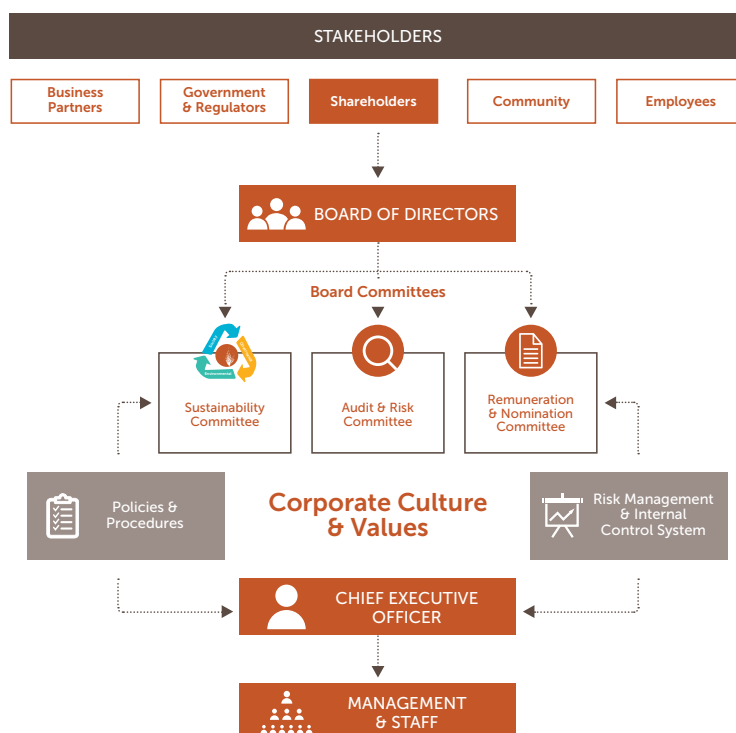 STAKEHOLDERS
Business
Partners
Government
& Regulators
Shareholders
Community
Employees
BOARD OF DIRECTORS
Board Committees
Environmental
Sustainability
Committee
Audit & Risk
Committee
Remuneration
& Nomination
Committee
Policies &
Procedures
Corporate Culture
& Values
Risk Management
& Internal
Control System
CHIEF EXECUTIVE
OFFICER
MANAGEMENT
& STAFF